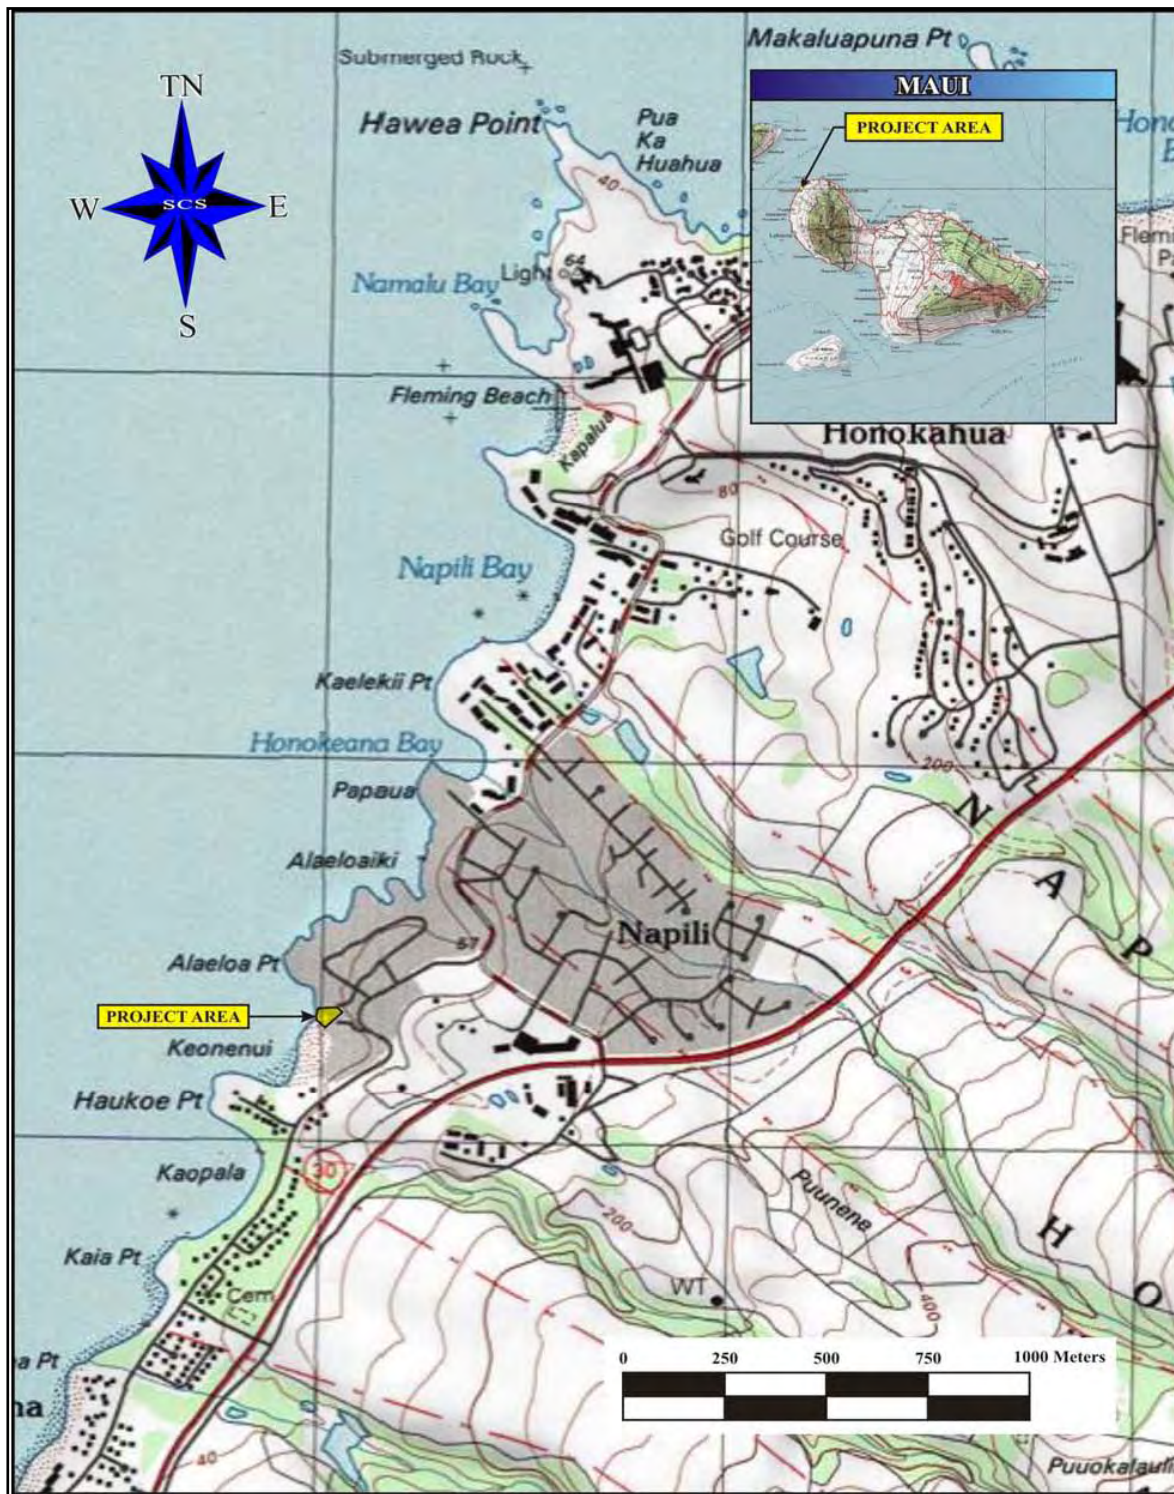 Makaluapuna Pt
Submerged Rock
TN
MAUI
Hawea Point
Pua
Ka
Huahua
PROJECT AREA
40
W
SCS
E
Light
64
Namalu Bay
S
Fleming Beach
Kapalua
Honokahua
80
Golf Course
Napili Bay
Kaelekii Pt
Honokeana Bay
200
Papaua
N
Alaeloaiki
A
Napili
57
P
Alaeloa Pt
PROJECT AREA
Keonenui
Haukoe Pt
30
Kaopala
Puunene
200
H
Kaia Pt
WT
O
Cem
400
0 250 500 750 1000 Meters
40